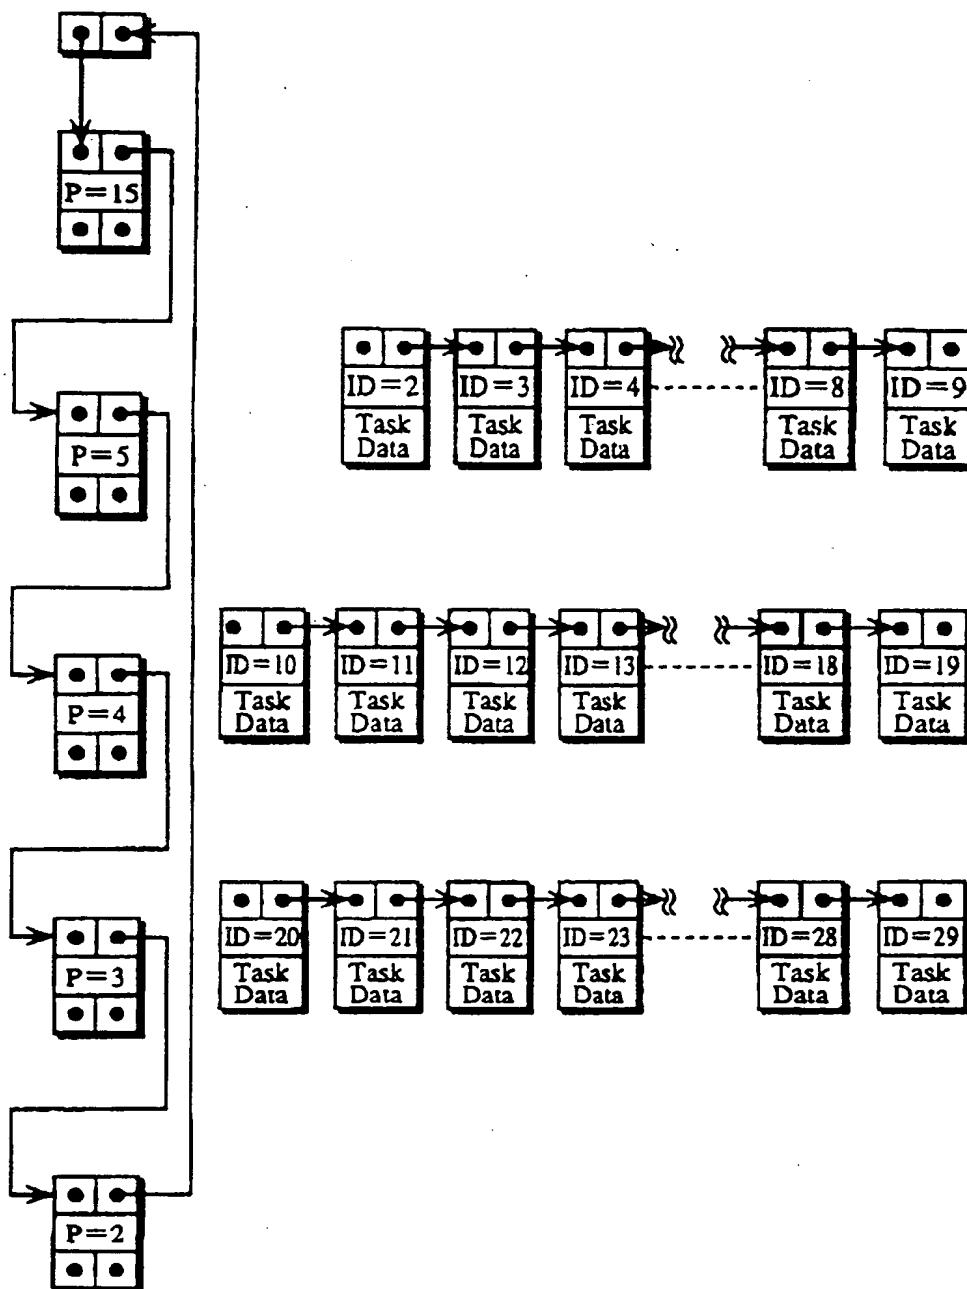 P=15
P=5
P=4
P=3
P=2
ID=2 ID=3 ID=4 ID=8 ID=9
Task Task Task Task Task
Data Data Data Data Data
ID=10 ID=11 ID=12 ID=13 ID=18 ID=19
Task Task Task Task Task Task
Data Data Data Data Data Data
ID=20 ID=21 ID=22 ID=23 ID=28 ID=29
Task Task Task Task Task Task
Data Data Data Data Data Data